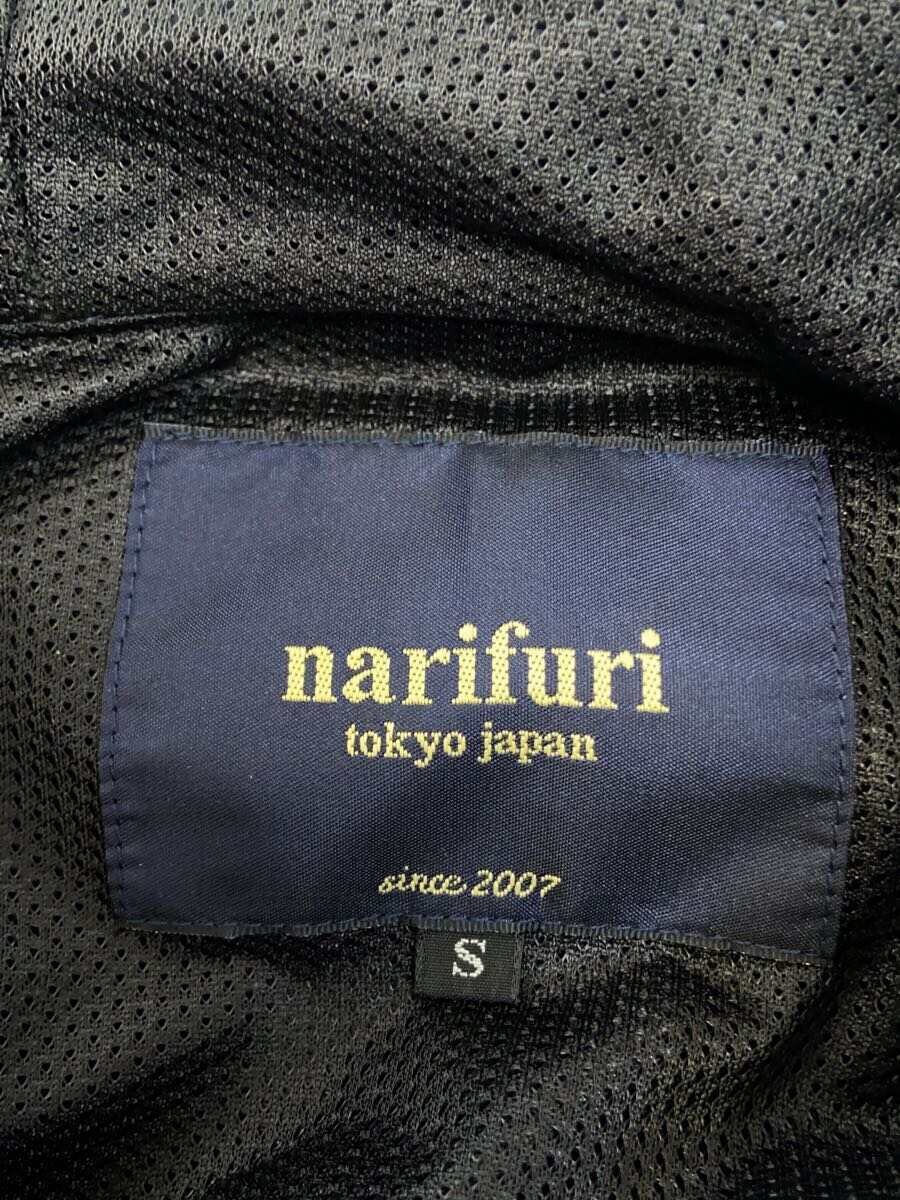 narifuri
tokyo japan
since 2007
S